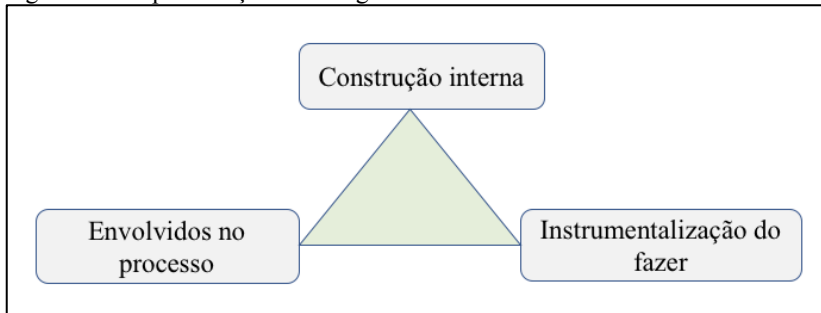 Construção interna
Envolvidos no
processo
Instrumentalização do
fazer